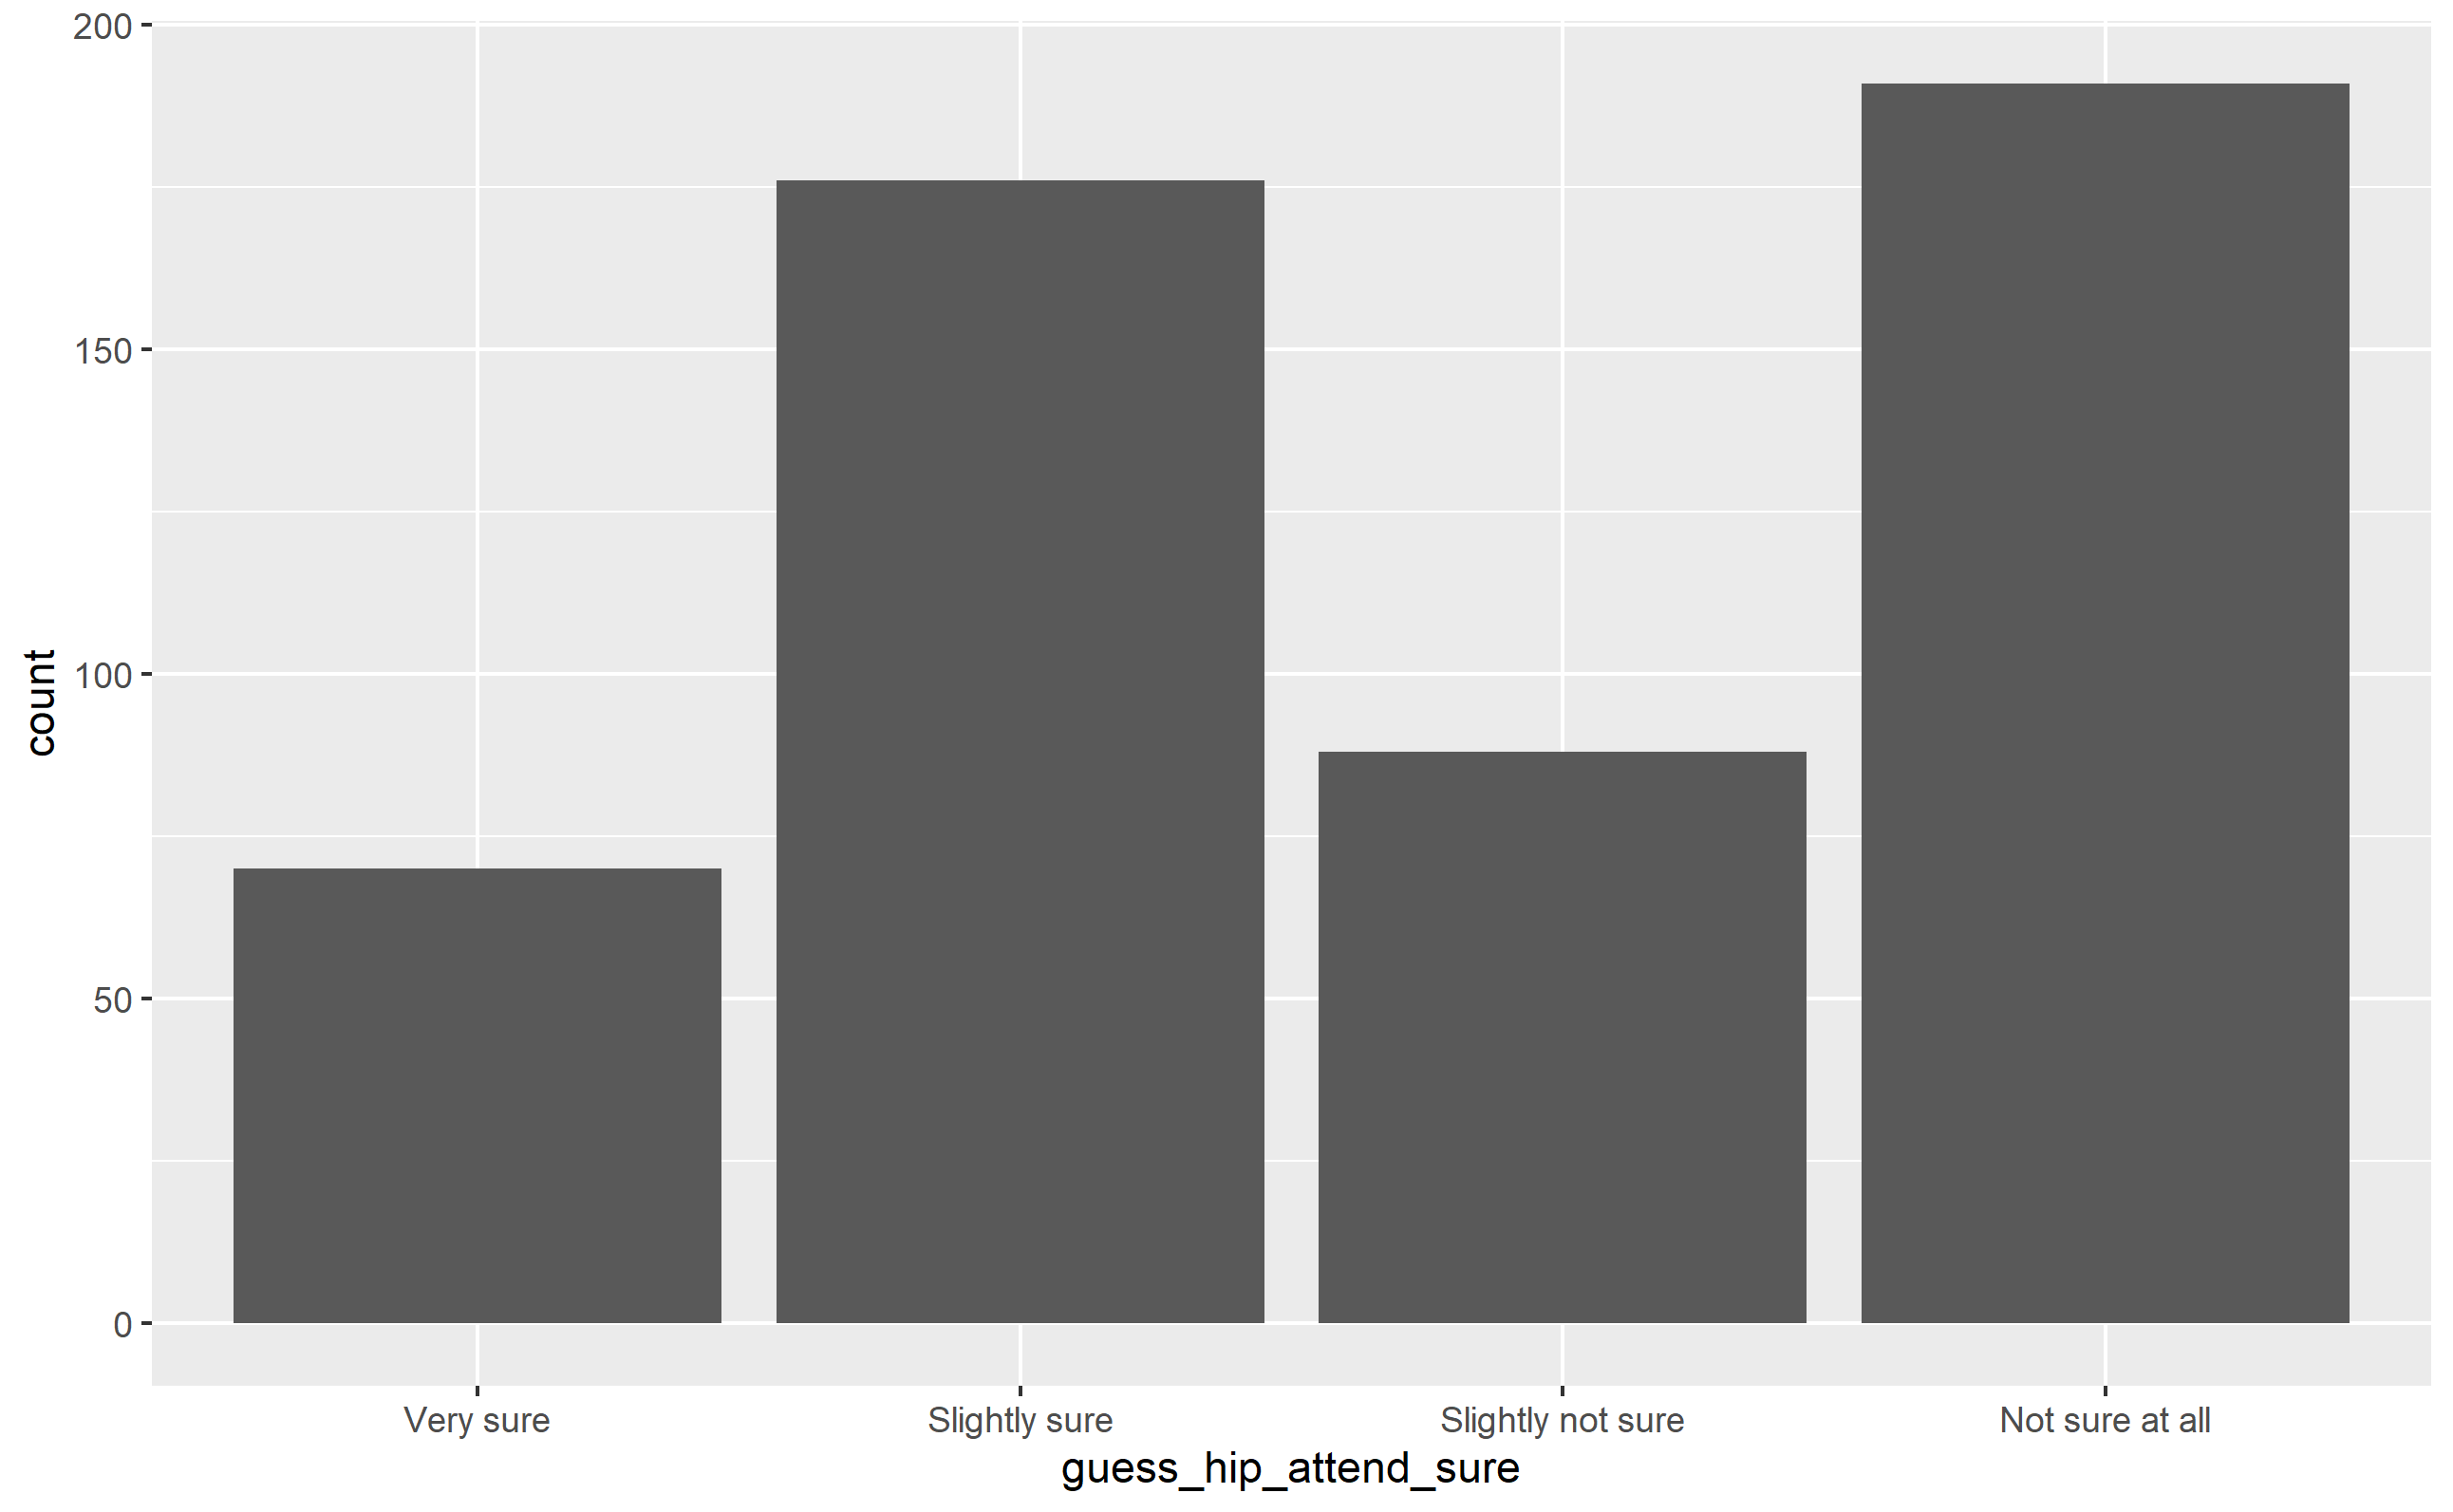 200
150
100
50
0
count
Very sure
Slightly sure
Slightly not sure
Not sure at all
guess_hip_attend_sure